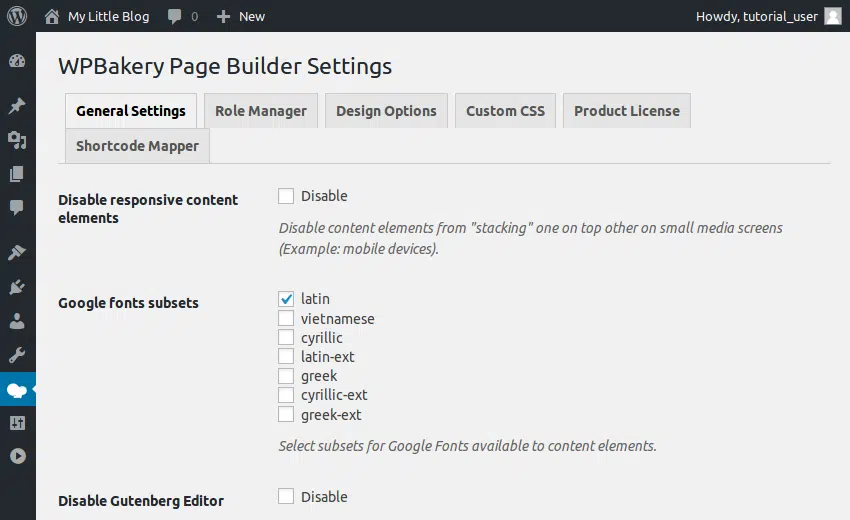 My Little Blog 0 New Howdy, tutorial_user
WPBakery Page Builder Settings
General Settings Role Manager Design Options Custom CSS Product License
Shortcode Mapper
Disable responsive content elements
Disable
Disable content elements from "stacking" one on top other on small media screens
(Example: mobile devices).
Google fonts subsets
latin
vietnamese
cyrillic
latin-ext
greek
cyrillic-ext
greek-ext
Select subsets for Google Fonts available to content elements.
Disable Gutenberg Editor
Disable